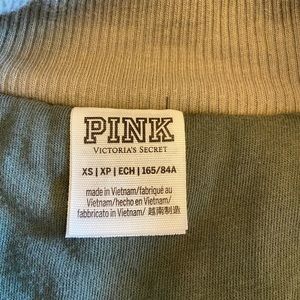 PINK
VICTORIA'S SECRET
XS | XP | ECH | 165/84A
made in Vietnam/fabriqué au
Vietnam/hecho en Vietnam/
fabbricato in Vietnam/ 越南制造